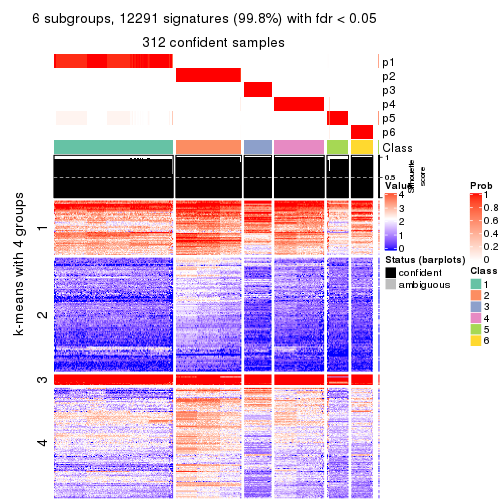 6 subgroups, 12291 signatures (99.8%) with fdr < 0.05
312 confident samples
p1
p2
p3
p4
p5
p6
Class
1
0.5
0
Silhouette
score
k-means with 4 groups
1
2
3
4
Value
4
3
2
1
0
Status (barplots)
confident
ambiguous
Prob
1
0.8
0.6
0.4
0.2
0
Class
1
2
3
4
5
6